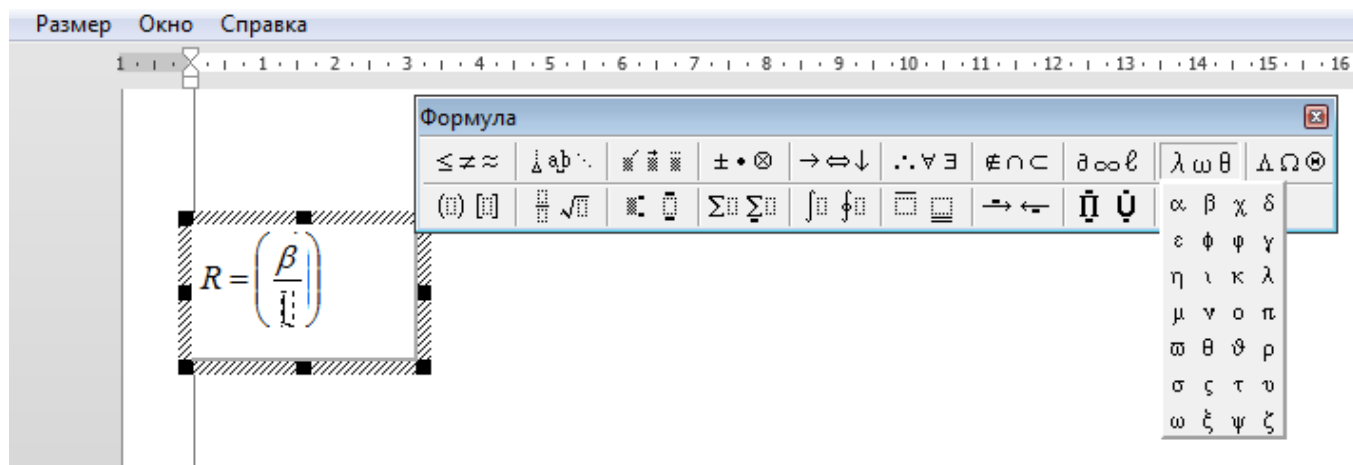 Размер Окно Справка
1 · 1 · 2 · 3 · 4 · 5 · 6 · 7 · 8 · 9 · 10 · 11 · 12 · 13 · 14 · 15 · 16
Формула
≤ ≠ ≈ ab ± • ⊗ → ⇔ ↓ ∴ ∀ ∃ ∉ ∩ ⊂ ∂ ∞ ℓ λ ω θ Λ Ω Θ
Σ Σ ∫ ∮ → ← Π Ụ
α β χ δ
ε ϕ φ γ
η ι κ λ
μ ν ο π
ϖ θ ϑ ρ
σ ς τ υ
ω ξ ψ ζ
R = ( β )